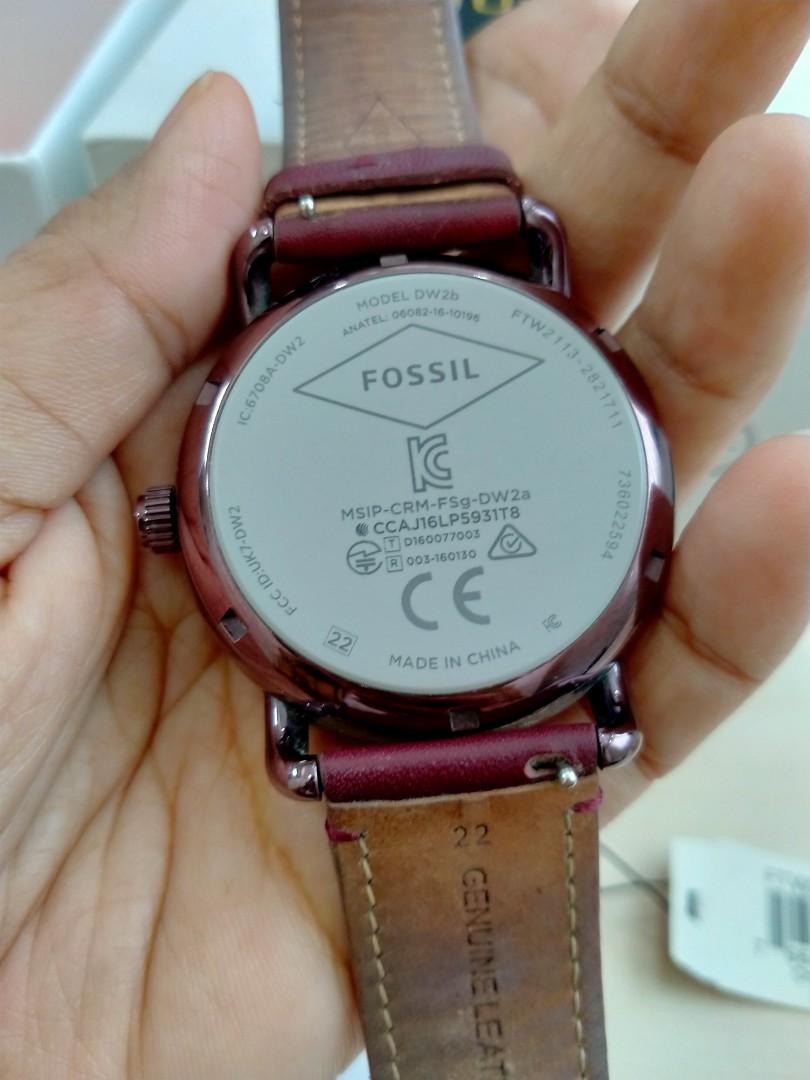 MODEL DW2b
ANATEL: 06082-16-10196
IC:6708A-DW2
FTW2113-2821711
FOSSIL
MSIP-CRM-FSg-DW2a
CCAJ16LP5931T8
T D160077003
R 003-160130
736022594
FCC ID:UK7-DW2
CE
22
MADE IN CHINA
22 GENUINE LEAT